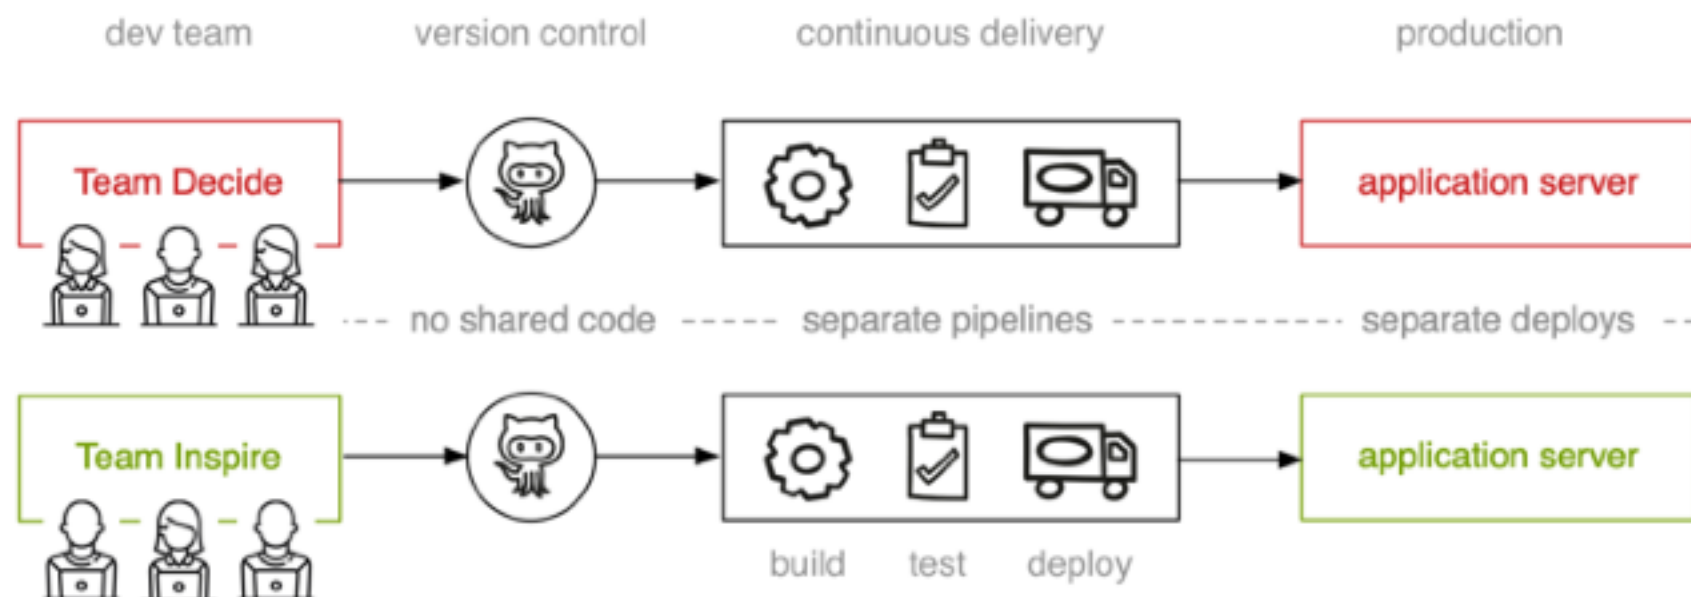 dev team version control continuous delivery production
Team Decide application server
no shared code separate pipelines separate deploys
Team Inspire application server
build test deploy